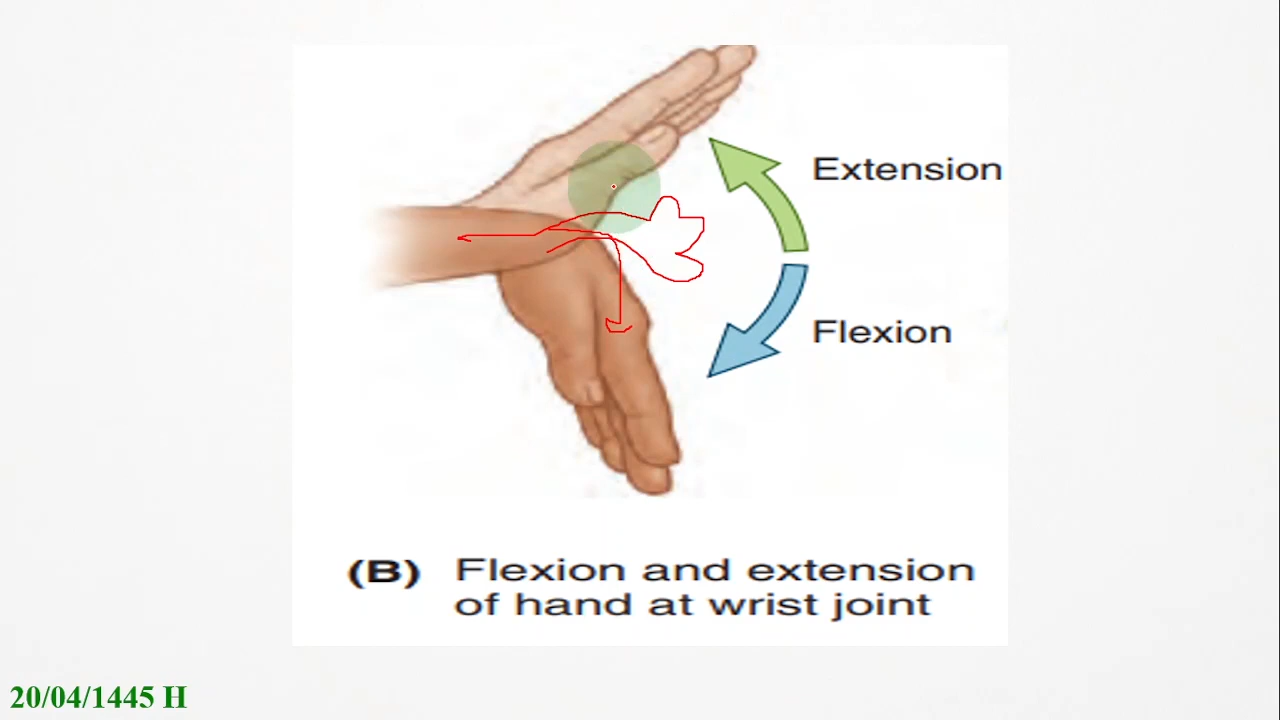 Extension
Flexion
(B) Flexion and extension
of hand at wrist joint
20/04/1445 H